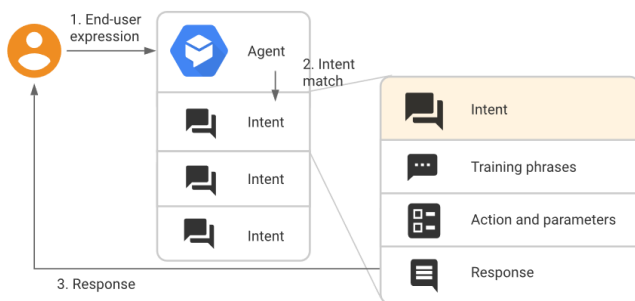 1. End-user
expression
Agent
2. Intent
match
Intent
Intent
Intent
Intent
Training phrases
Action and parameters
Response
3. Response